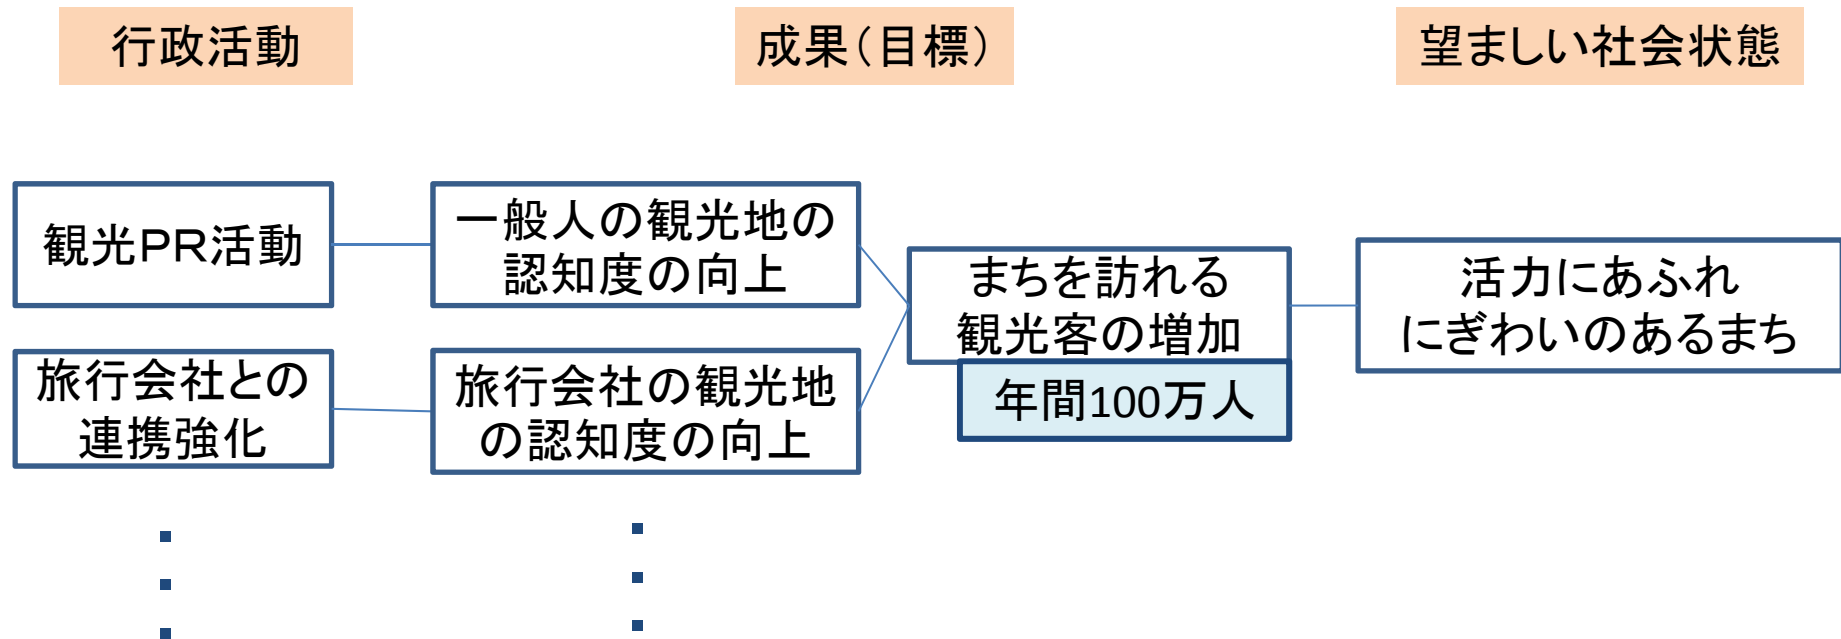 行政活動
成果(目標)
望ましい社会状態
観光PR活動
一般人の観光地の
認知度の向上
まちを訪れる
観光客の増加
年間100万人
活力にあふれ
にぎわいのあるまち
旅行会社との
連携強化
旅行会社の観光地
の認知度の向上